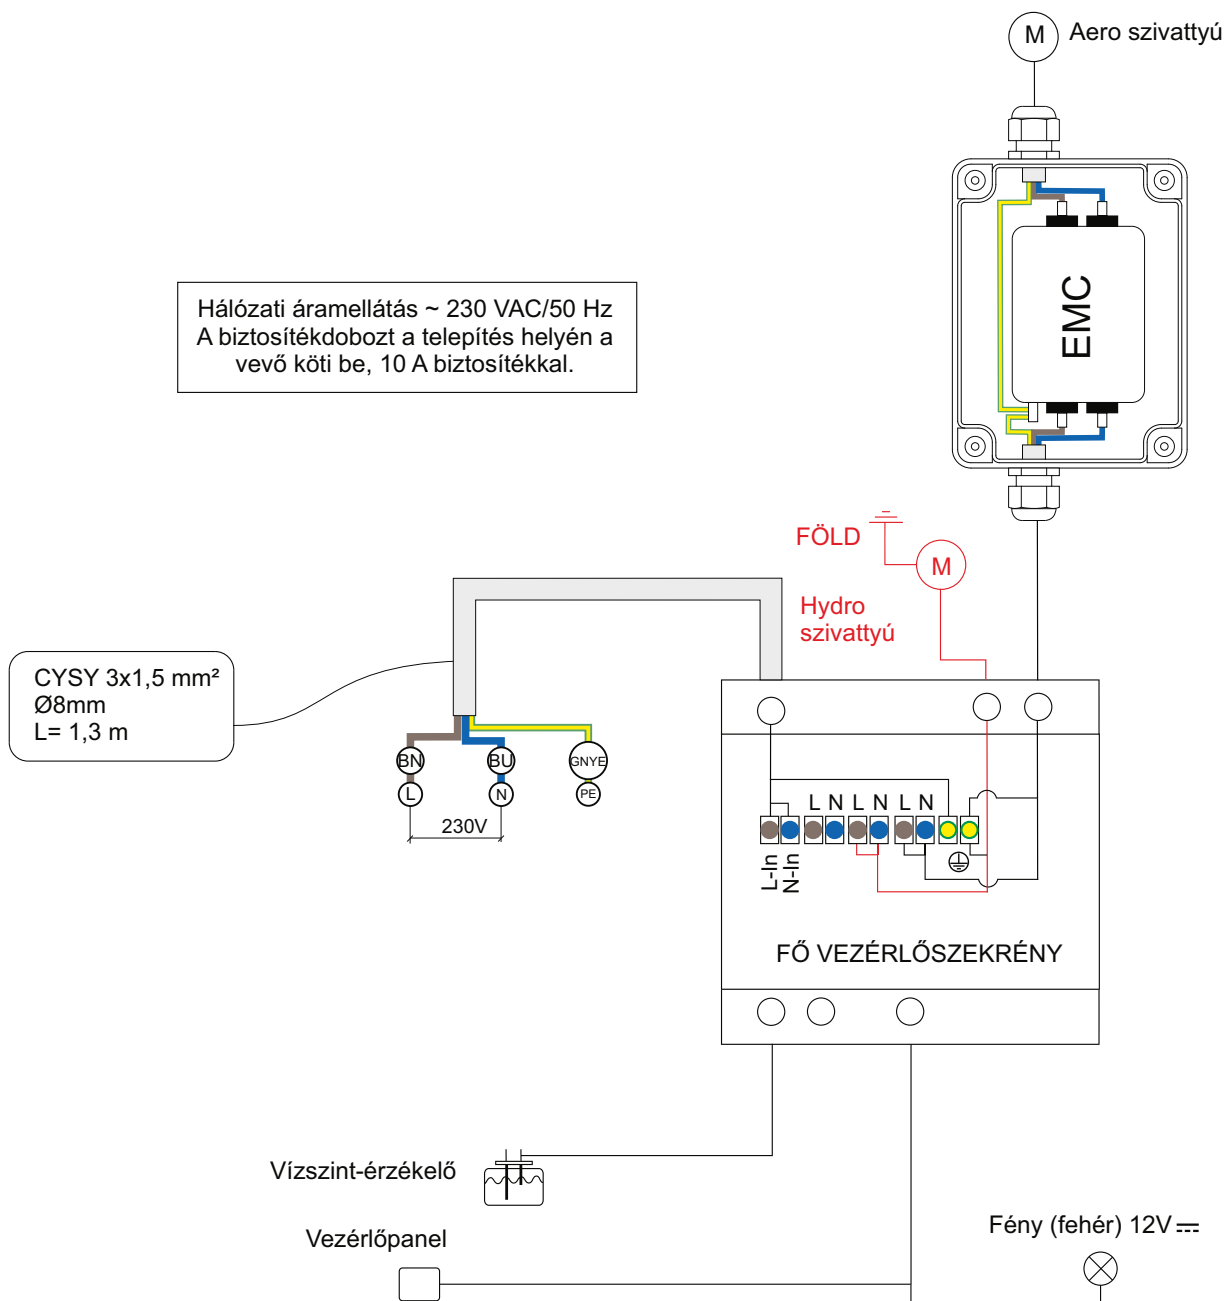 M Aero szivattyú
EMC
Hálózati áramellátás ~ 230 VAC/50 Hz
A biztosítékdobozt a telepítés helyén a
vevő köti be, 10 A biztosítékkal.
FÖLD
M
Hydro
szivattyú
CYSY 3x1,5 mm²
Ø8mm
L= 1,3 m
BN BU GNYE
L N PE
230V
L N L N L N
L-In
N-In
FŐ VEZÉRLŐSZEKRÉNY
Vízszint-érzékelő
Vezérlőpanel
Fény (fehér) 12V